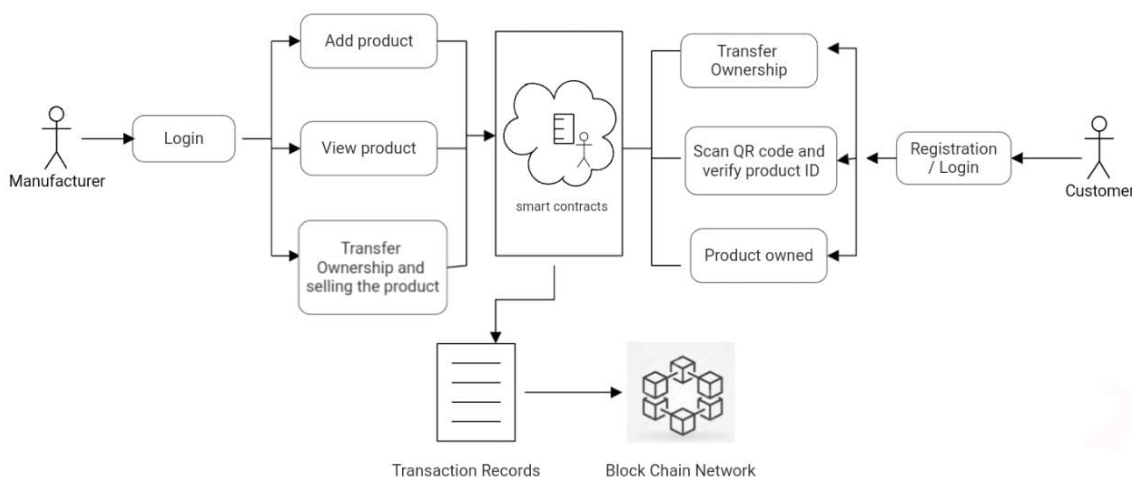 Manufacturer
Login
Add product
View product
Transfer
Ownership and
selling the product
smart contracts
Transfer
Ownership
Scan QR code and
verify product ID
Product owned
Registration
/ Login
Customer
Transaction Records
Block Chain Network